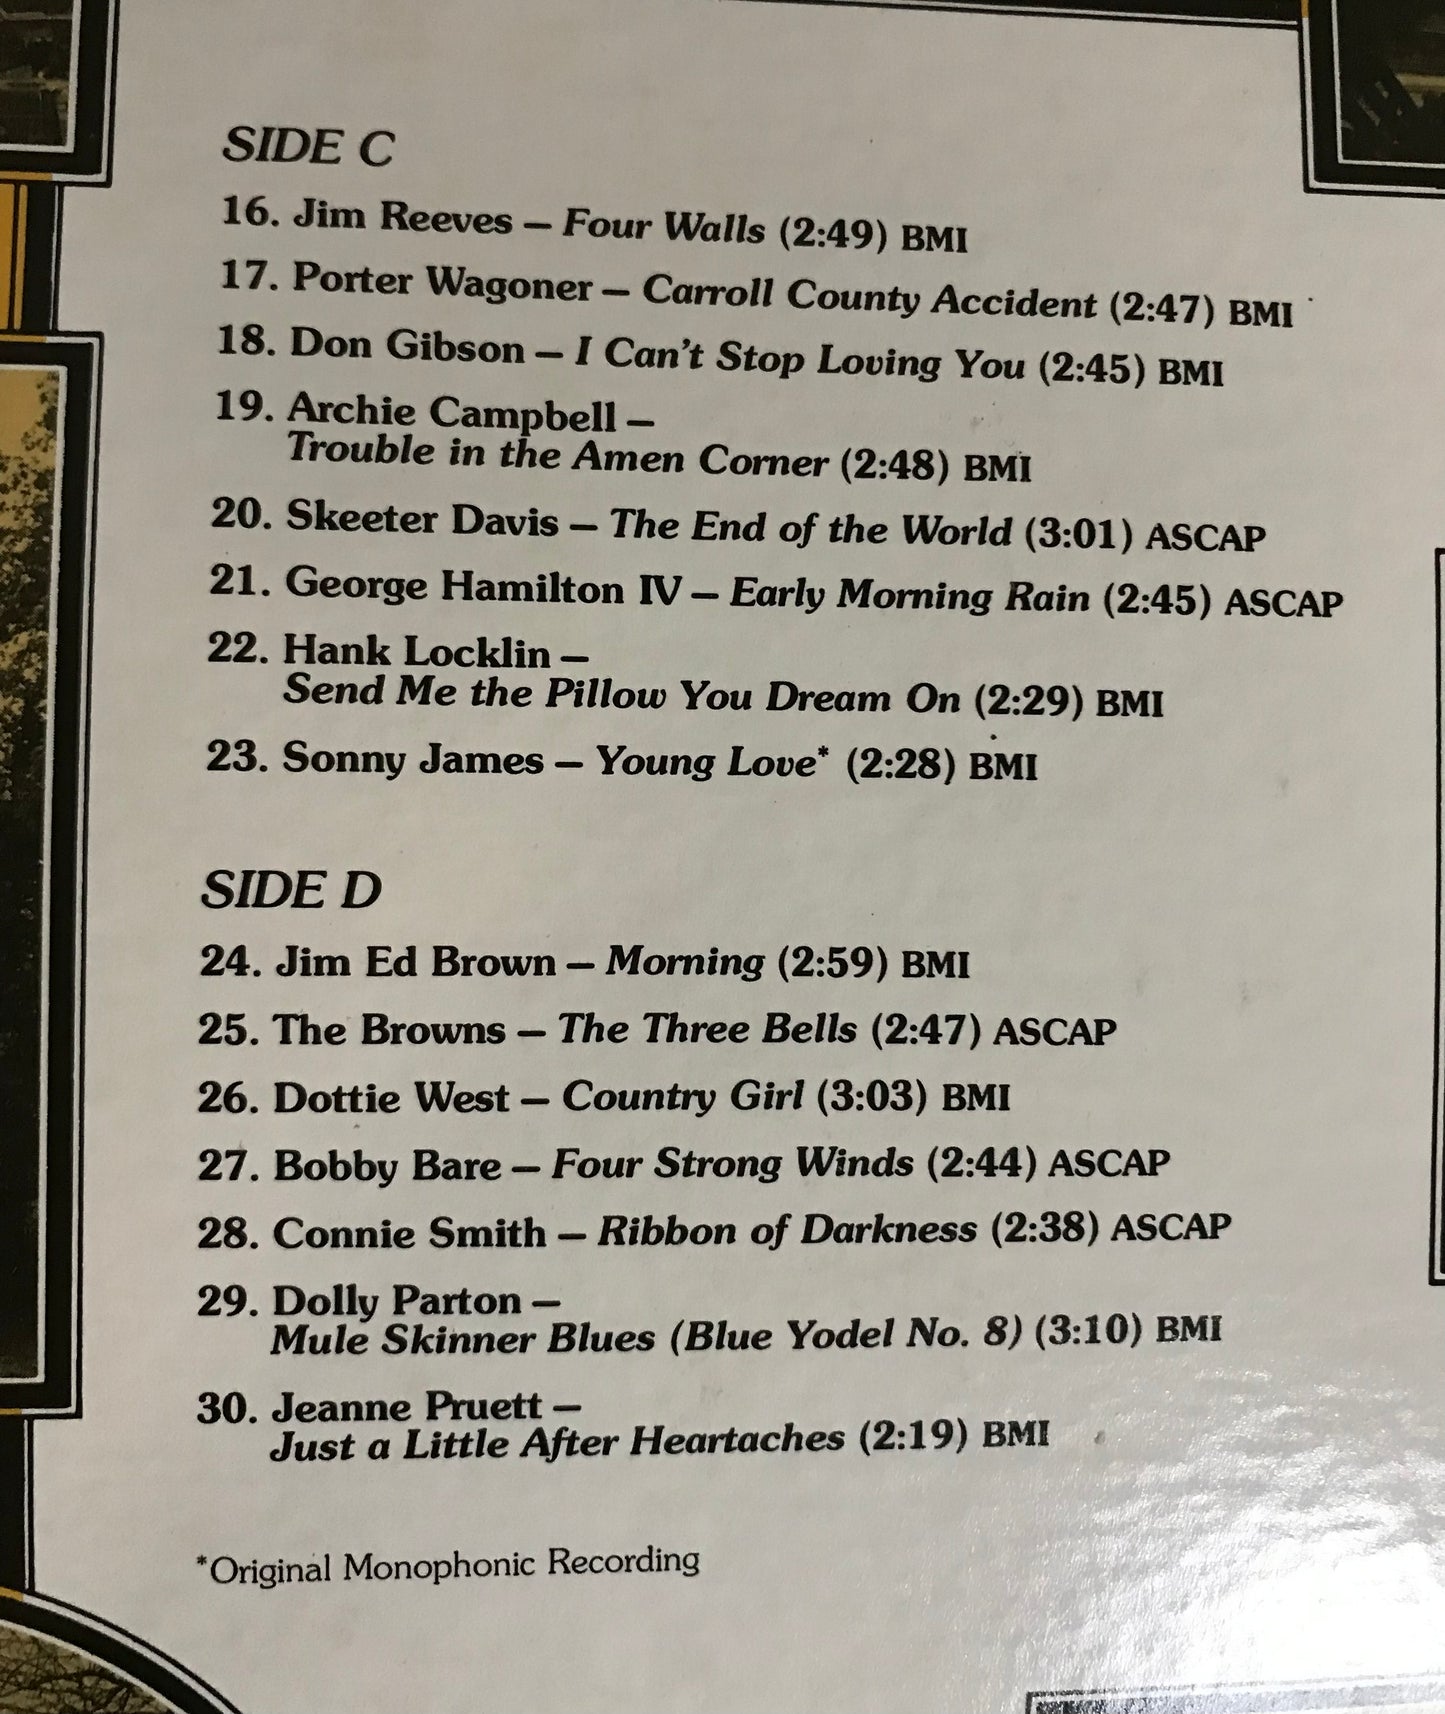 SIDE C
16. Jim Reeves – Four Walls (2:49) BMI
17. Porter Wagoner – Carroll County Accident (2:47) BMI
18. Don Gibson – I Can't Stop Loving You (2:45) BMI
19. Archie Campbell –
Trouble in the Amen Corner (2:48) BMI
20. Skeeter Davis – The End of the World (3:01) ASCAP
21. George Hamilton IV – Early Morning Rain (2:45) ASCAP
22. Hank Locklin –
Send Me the Pillow You Dream On (2:29) BMI
23. Sonny James – Young Love* (2:28) BMI
SIDE D
24. Jim Ed Brown – Morning (2:59) BMI
25. The Browns – The Three Bells (2:47) ASCAP
26. Dottie West – Country Girl (3:03) BMI
27. Bobby Bare – Four Strong Winds (2:44) ASCAP
28. Connie Smith – Ribbon of Darkness (2:38) ASCAP
29. Dolly Parton –
Mule Skinner Blues (Blue Yodel No. 8) (3:10) BMI
30. Jeanne Pruett –
Just a Little After Heartaches (2:19) BMI
*Original Monophonic Recording